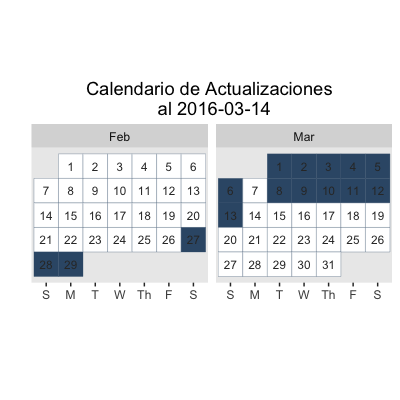 Calendario de Actualizaciones
al 2016-03-14
Feb
1 2 3 4 5 6
7 8 9 10 11 12 13
14 15 16 17 18 19 20
21 22 23 24 25 26 27
28 29
S M T W Th F S
Mar
1 2 3 4 5
6 7 8 9 10 11 12
13 14 15 16 17 18 19
20 21 22 23 24 25 26
27 28 29 30 31
S M T W Th F S